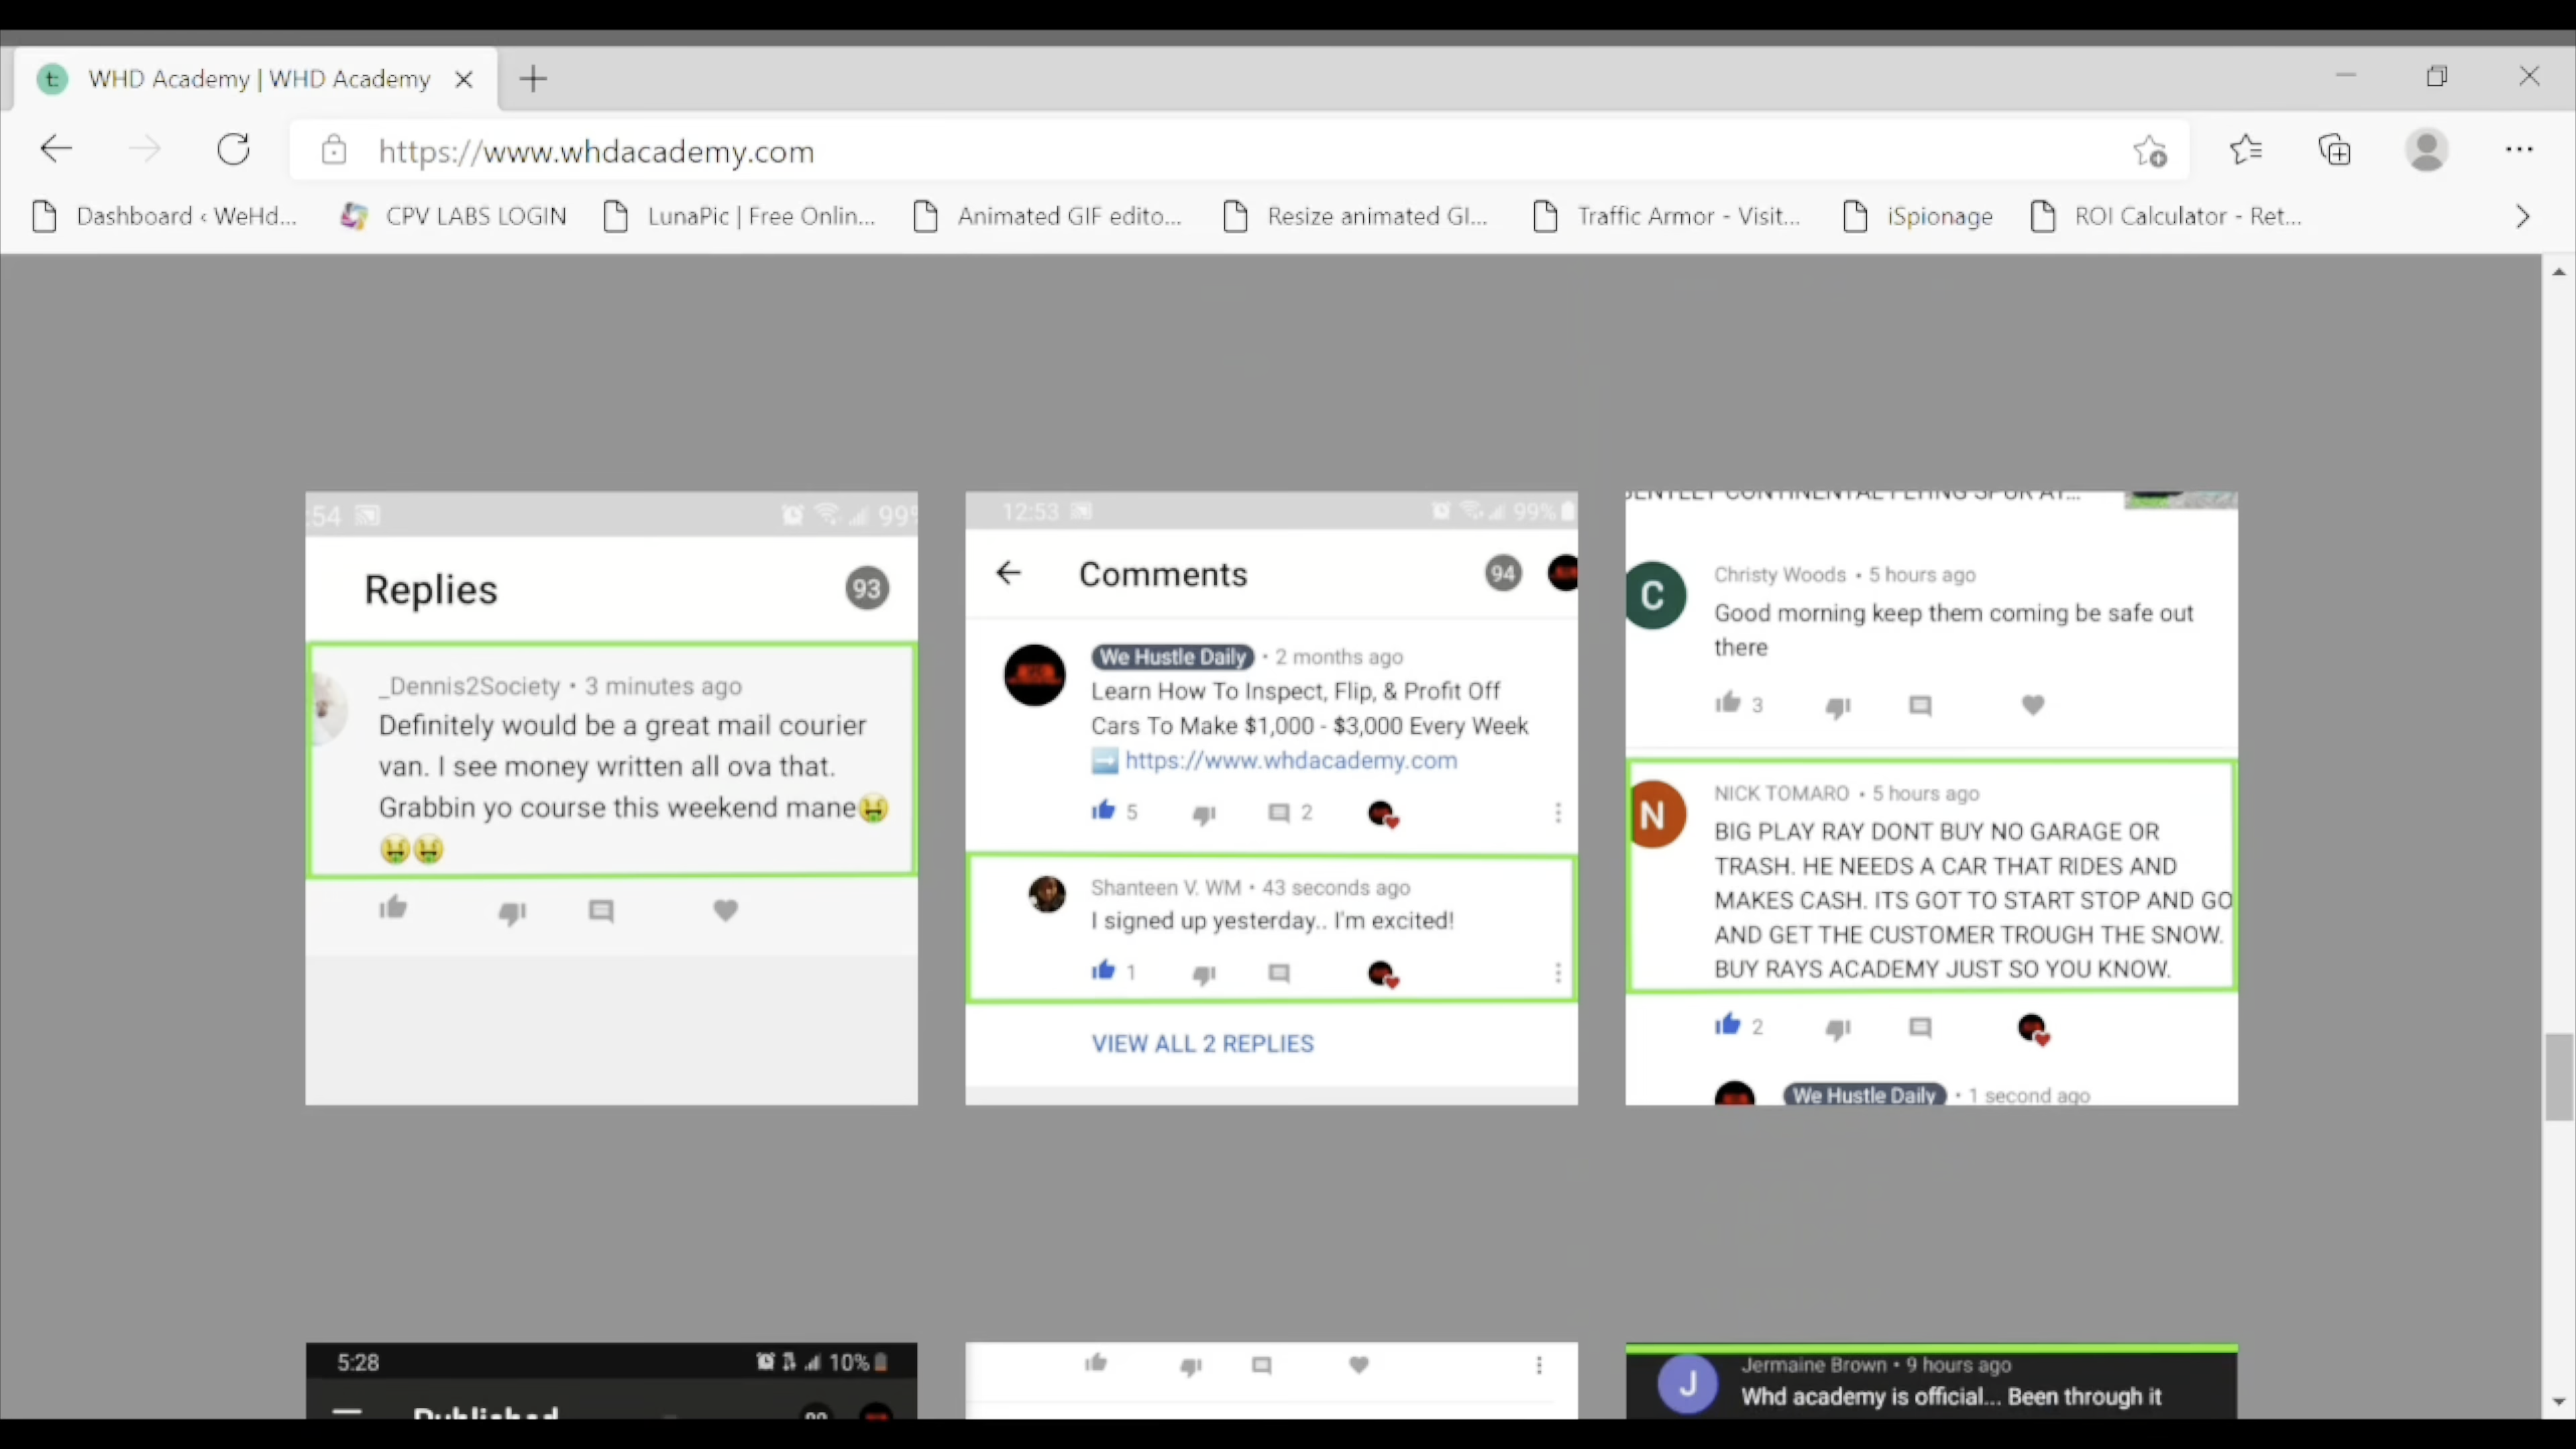 WHD Academy | WHD Academy
https://www.whdacademy.com
Dashboard ‹ WeHd...
CPV LABS LOGIN
LunaPic | Free Onlin...
Animated GIF edito...
Resize animated GI...
Traffic Armor - Visit...
iSpionage
ROI Calculator - Ret...
:54
99%
Replies
93
_Dennis2Society • 3 minutes ago
Definitely would be a great mail courier
van. I see money written all ova that.
Grabbin yo course this weekend mane🤑
🤑🤑
12:53
99%
Comments
94
We Hustle Daily • 2 months ago
Learn How To Inspect, Flip, & Profit Off
Cars To Make $1,000 - $3,000 Every Week
➡️ https://www.whdacademy.com
5
2
Shanteen V. WM • 43 seconds ago
I signed up yesterday.. I'm excited!
1
VIEW ALL 2 REPLIES
BENTLEY CONTINENTAL FLYING SPUR AT...
C
Christy Woods • 5 hours ago
Good morning keep them coming be safe out
there
3
N
NICK TOMARO • 5 hours ago
BIG PLAY RAY DONT BUY NO GARAGE OR
TRASH. HE NEEDS A CAR THAT RIDES AND
MAKES CASH. ITS GOT TO START STOP AND GO
AND GET THE CUSTOMER TROUGH THE SNOW.
BUY RAYS ACADEMY JUST SO YOU KNOW.
2
We Hustle Daily • 1 second ago
5:28
10%
Published
J
Jermaine Brown • 9 hours ago
Whd academy is official... Been through it